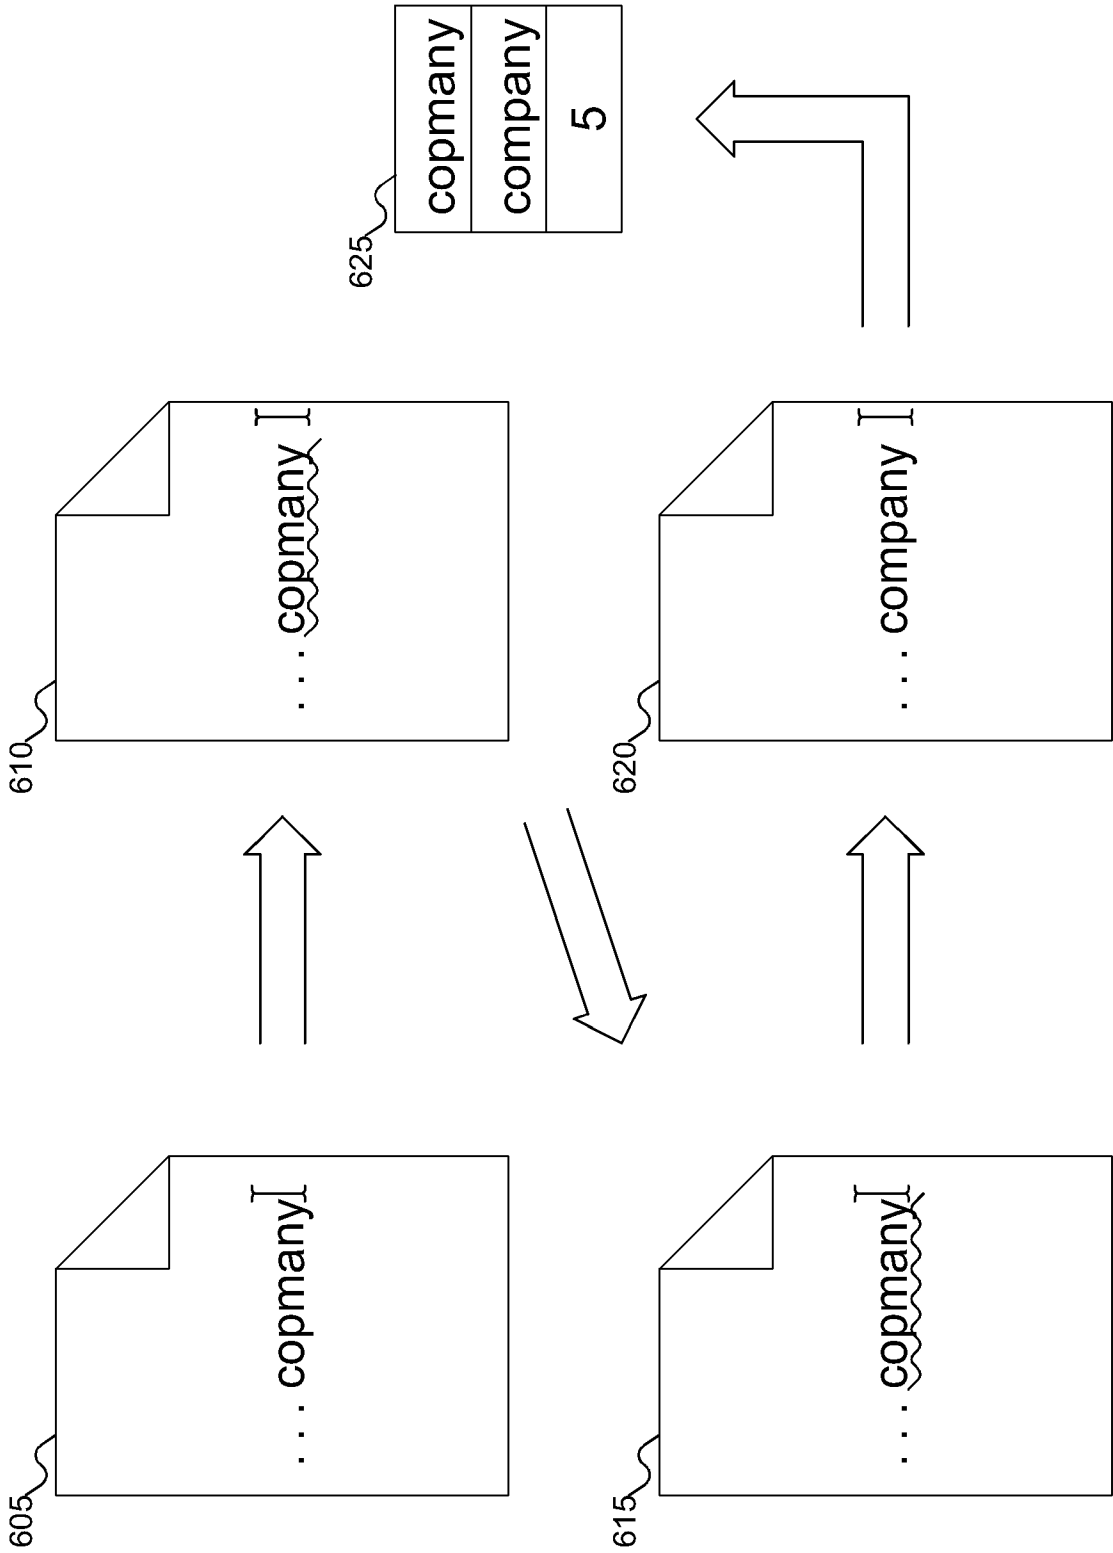 605
. . . copmany
610
. . . copmany
615
. . . copmany
620
. . . company
625
copmany
company
5